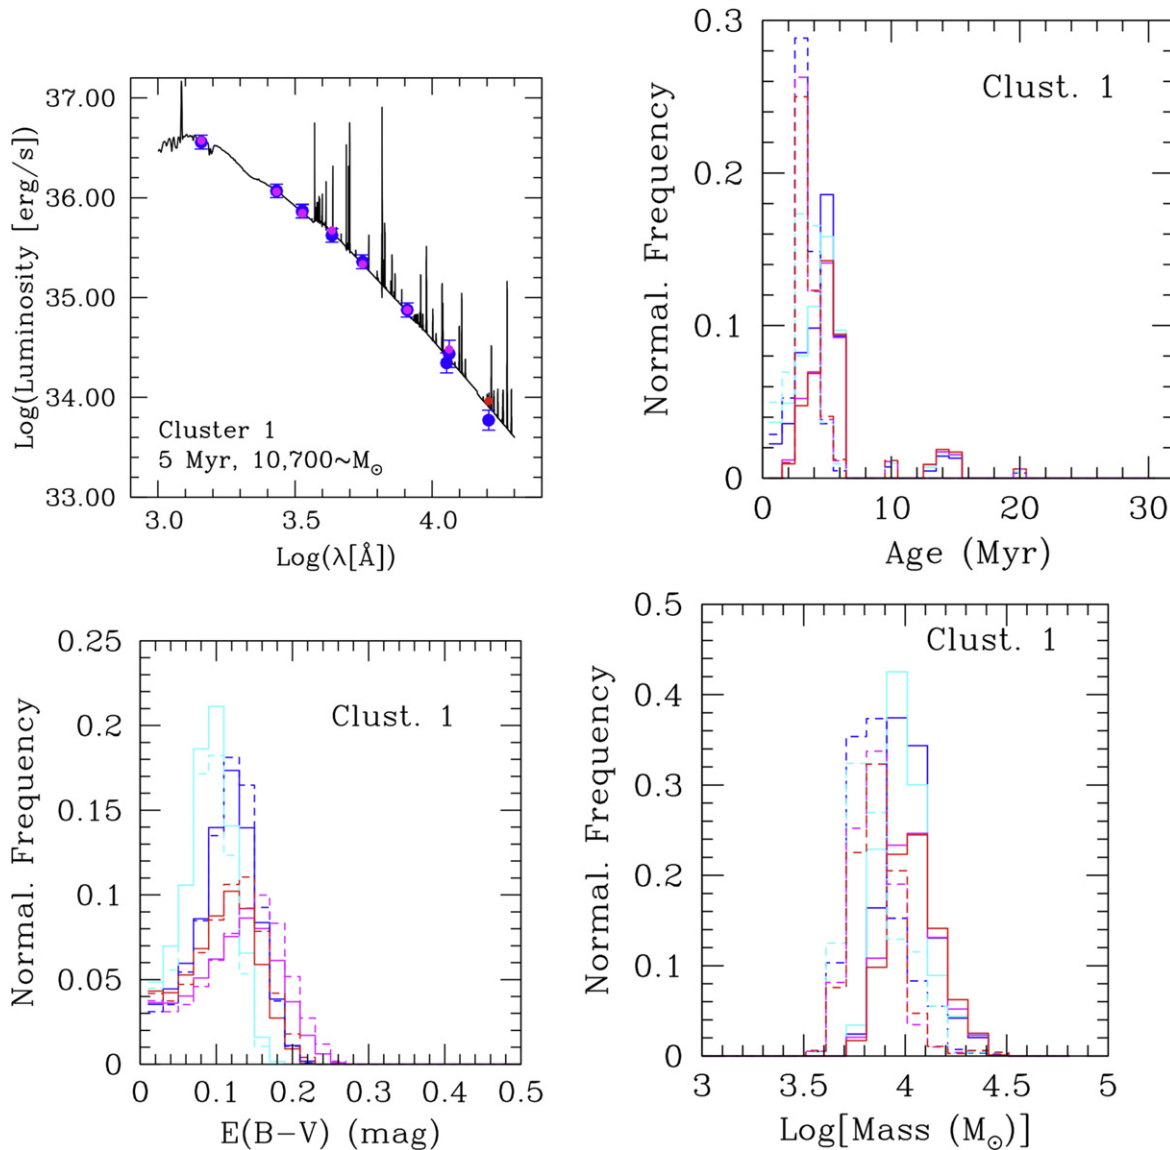 37.00
36.00
35.00
34.00
33.00
Log(Luminosity [erg/s])
Cluster 1
5 Myr, 10,700~M⊙
3.0 3.5 4.0
Log(λ[Å])
0.3
0.2
0.1
0
Normal. Frequency
Clust. 1
0 10 20 30
Age (Myr)
0.25
0.2
0.15
0.1
0.05
0
Normal. Frequency
Clust. 1
0 0.1 0.2 0.3 0.4 0.5
E(B−V) (mag)
0.5
0.4
0.3
0.2
0.1
0
Normal. Frequency
Clust. 1
3 3.5 4 4.5 5
Log[Mass (M⊙)]